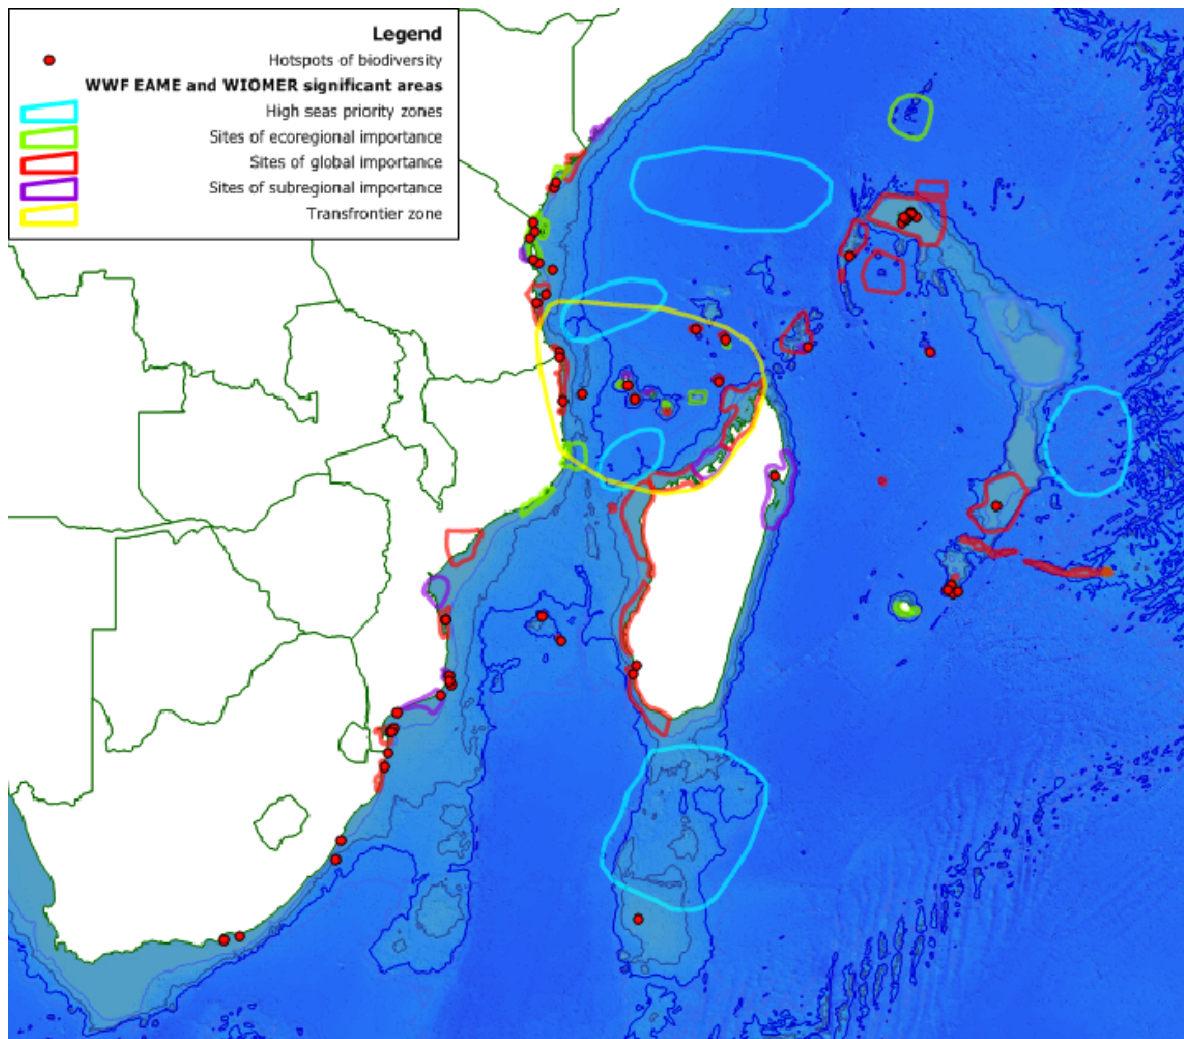 Legend
Hotspots of biodiversity
WWF EAME and WIOMER significant areas
High seas priority zones
Sites of ecoregional importance
Sites of global importance
Sites of subregional importance
Transfrontier zone